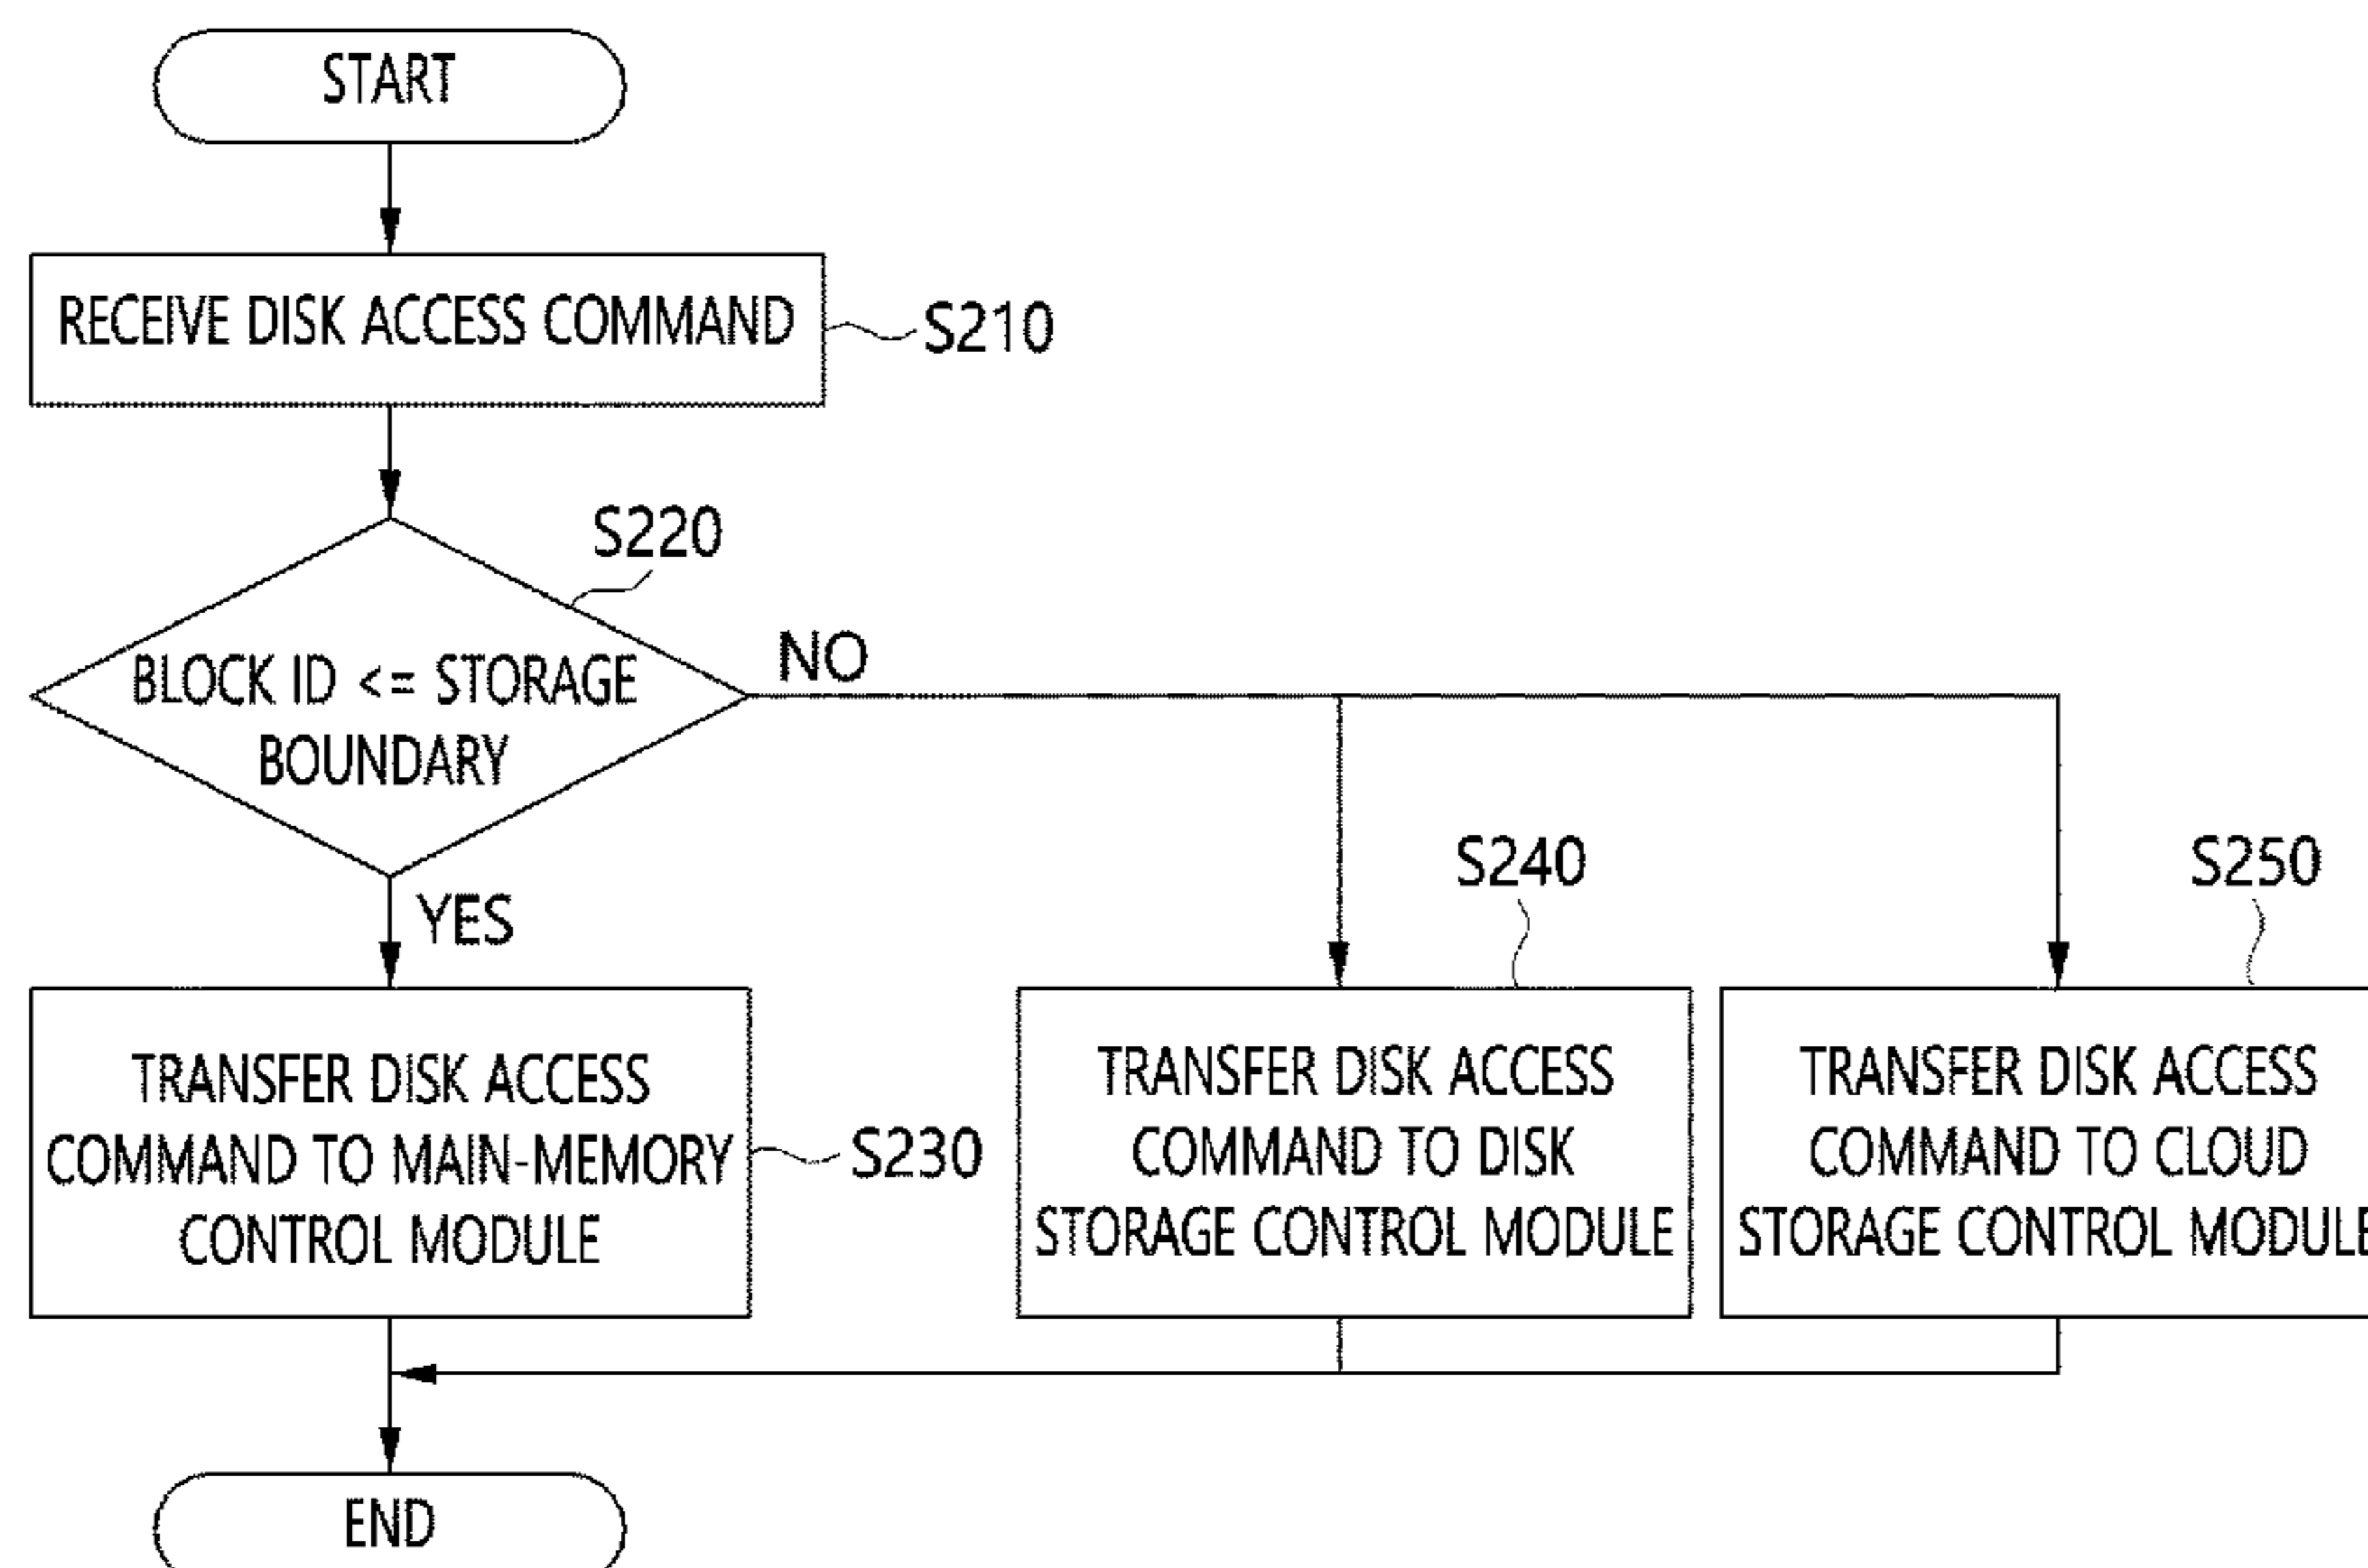 START
RECEIVE DISK ACCESS COMMAND
S210
S220
BLOCK ID <= STORAGE
BOUNDARY
NO
YES
TRANSFER DISK ACCESS
COMMAND TO MAIN-MEMORY
CONTROL MODULE
S230
S240
TRANSFER DISK ACCESS
COMMAND TO DISK
STORAGE CONTROL MODULE
S250
TRANSFER DISK ACCESS
COMMAND TO CLOUD
STORAGE CONTROL MODULE
END